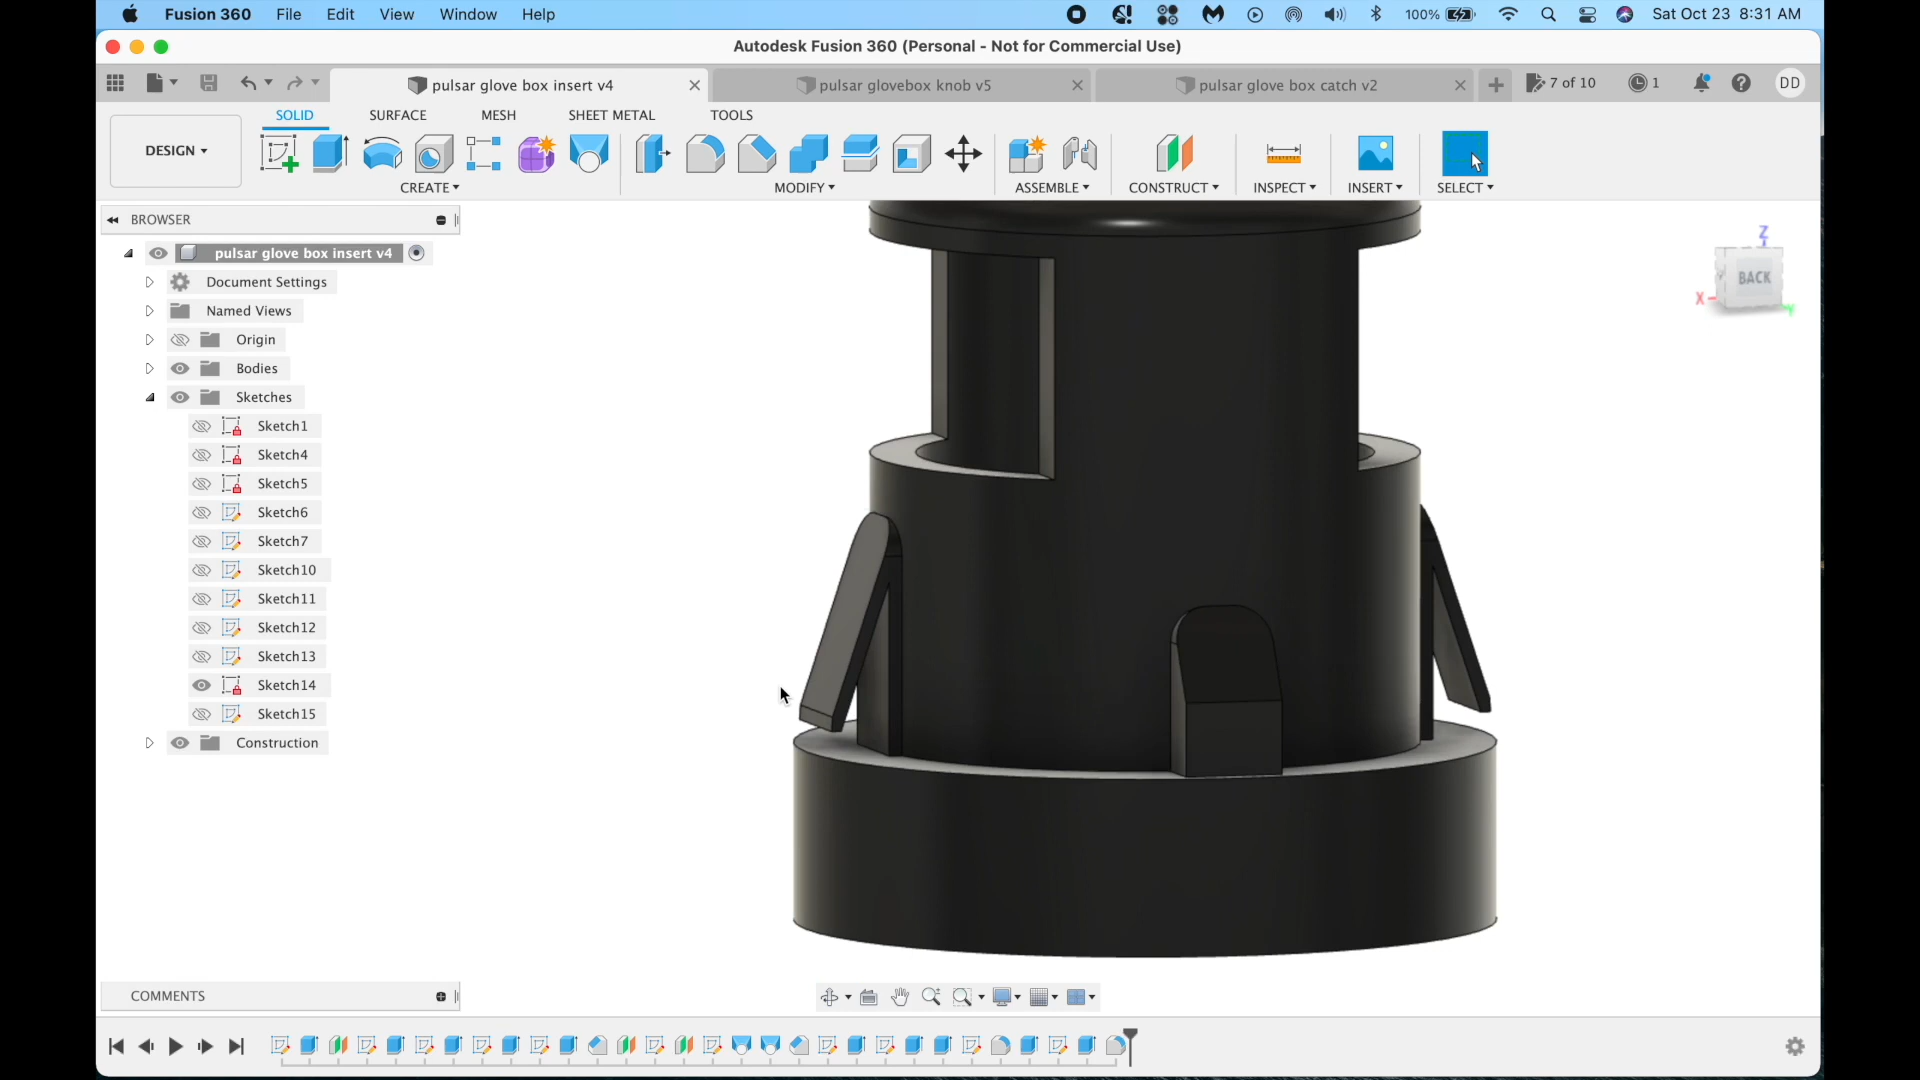 Fusion 360 File Edit View Window Help 100% Sat Oct 23 8:31 AM
Autodesk Fusion 360 (Personal - Not for Commercial Use)
pulsar glove box insert v4 pulsar glovebox knob v5 pulsar glove box catch v2 7 of 10 1 DD
SOLID SURFACE MESH SHEET METAL TOOLS
DESIGN
CREATE MODIFY ASSEMBLE CONSTRUCT INSPECT INSERT SELECT
BROWSER
pulsar glove box insert v4
Document Settings
Named Views
Origin
Bodies
Sketches
Sketch1
Sketch4
Sketch5
Sketch6
Sketch7
Sketch10
Sketch11
Sketch12
Sketch13
Sketch14
Sketch15
Construction
Z
BACK
X
Y
COMMENTS